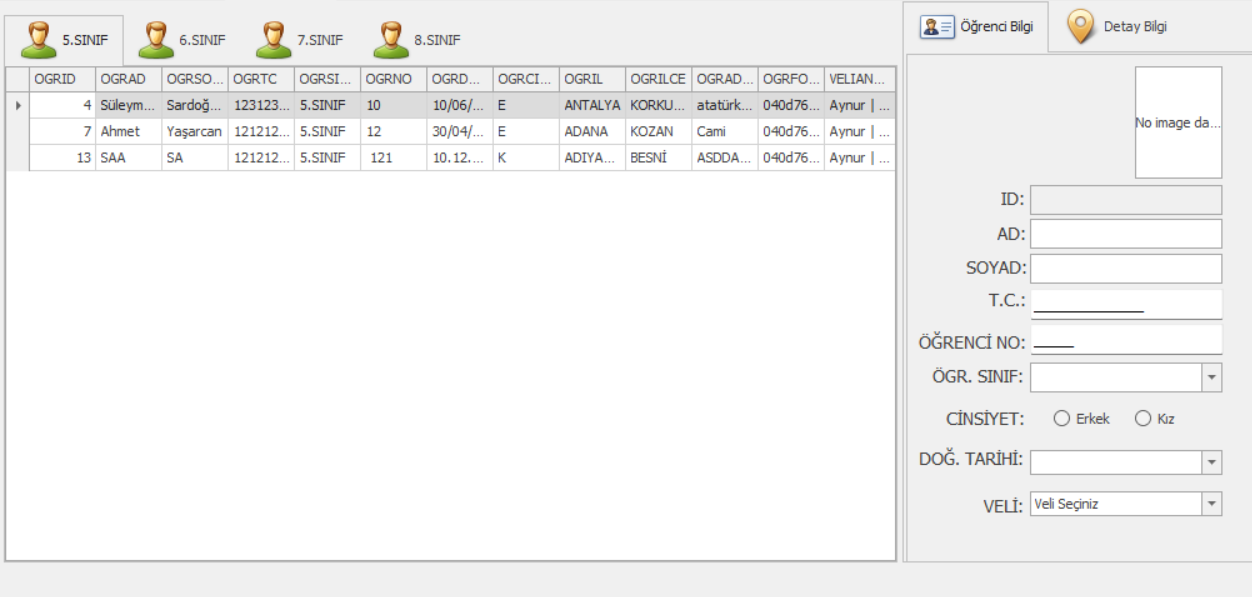 5.SINIF 6.SINIF 7.SINIF 8.SINIF
OGRID OGRAD OGRSO... OGRTC OGRSI... OGRNO OGRD... OGRCI... OGRIL OGRILCE OGRAD... OGRFO... VELIAN...
4 Süleym... Sardoğ... 123123... 5.SINIF 10 10/06/... E ANTALYA KORKU... atatürk... 040d76... Aynur | ...
7 Ahmet Yaşarcan 121212... 5.SINIF 12 30/04/... E ADANA KOZAN Cami 040d76... Aynur | ...
13 SAA SA 121212... 5.SINIF 121 10.12.... K ADIYA... BESNİ ASDDA... 040d76... Aynur | ...
Öğrenci Bilgi Detay Bilgi
No image da...
ID:
AD:
SOYAD:
T.C.:
ÖĞRENCİ NO:
ÖGR. SINIF:
CİNSİYET: Erkek Kız
DOĞ. TARİHİ:
VELİ: Veli Seçiniz